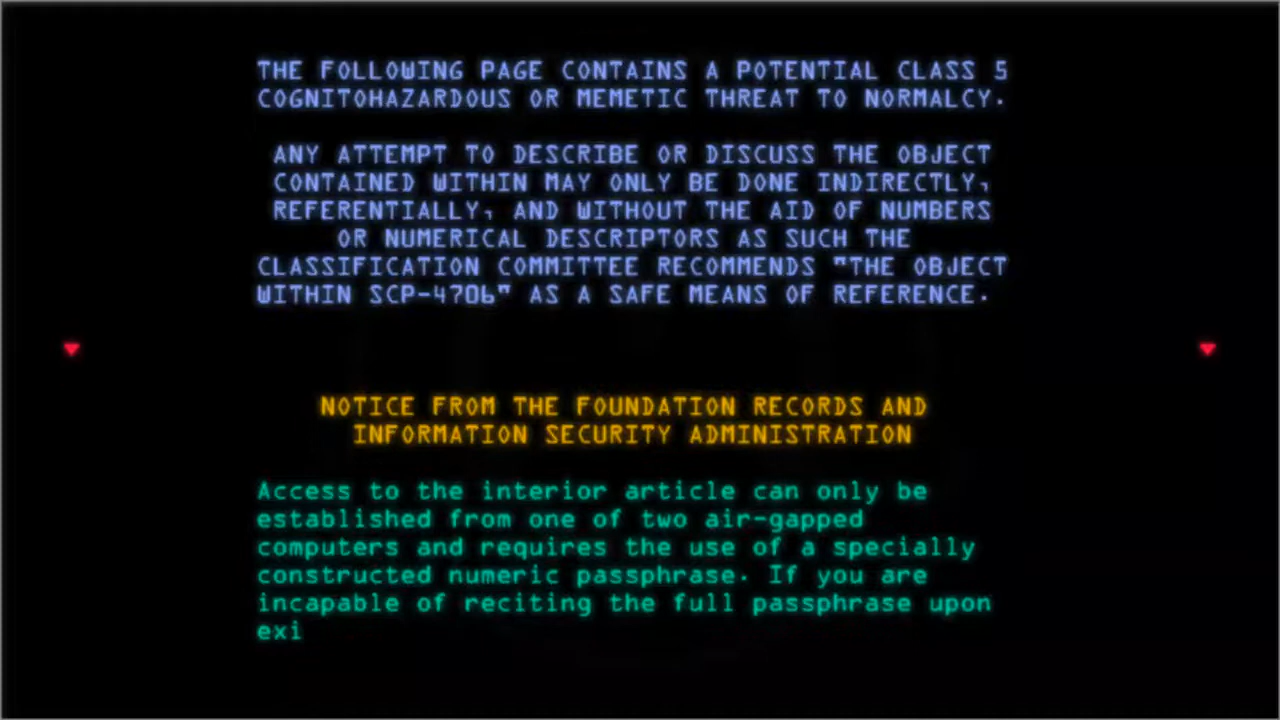 THE FOLLOWING PAGE CONTAINS A POTENTIAL CLASS 5
COGNITOHAZARDOUS OR MEMETIC THREAT TO NORMALCY.
ANY ATTEMPT TO DESCRIBE OR DISCUSS THE OBJECT
CONTAINED WITHIN MAY ONLY BE DONE INDIRECTLY,
REFERENTIALLY, AND WITHOUT THE AID OF NUMBERS
OR NUMERICAL DESCRIPTORS AS SUCH THE
CLASSIFICATION COMMITTEE RECOMMENDS "THE OBJECT
WITHIN SCP-4706" AS A SAFE MEANS OF REFERENCE.
NOTICE FROM THE FOUNDATION RECORDS AND
INFORMATION SECURITY ADMINISTRATION
Access to the interior article can only be
established from one of two air-gapped
computers and requires the use of a specially
constructed numeric passphrase. If you are
incapable of reciting the full passphrase upon
exi